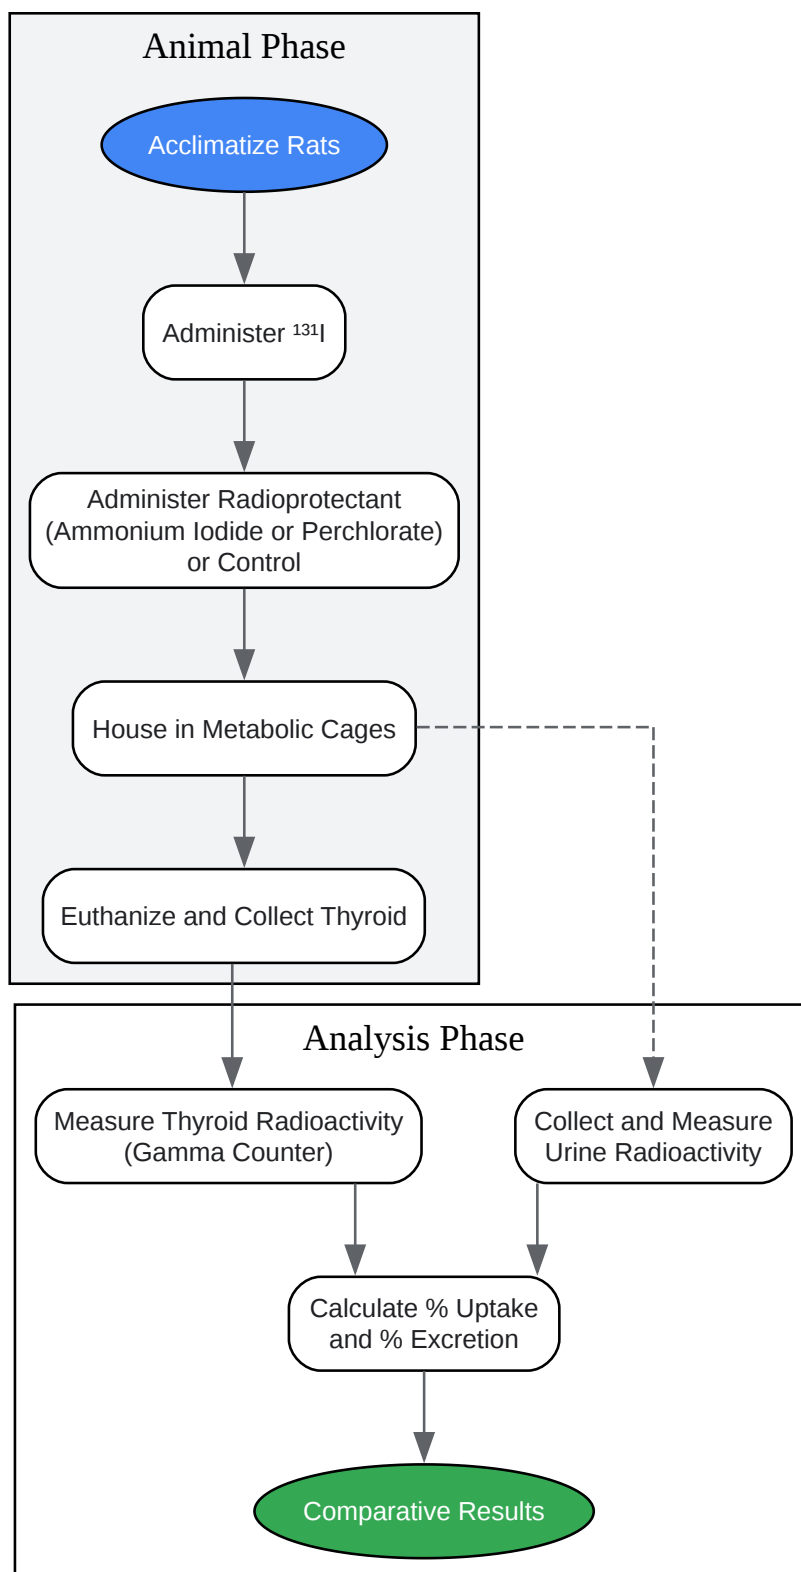 Animal Phase
Acclimatize Rats
Administer ¹³¹I
Administer Radioprotectant
(Ammonium Iodide or Perchlorate)
or Control
House in Metabolic Cages
Euthanize and Collect Thyroid
Analysis Phase
Measure Thyroid Radioactivity
(Gamma Counter)
Collect and Measure
Urine Radioactivity
Calculate % Uptake
and % Excretion
Comparative Results